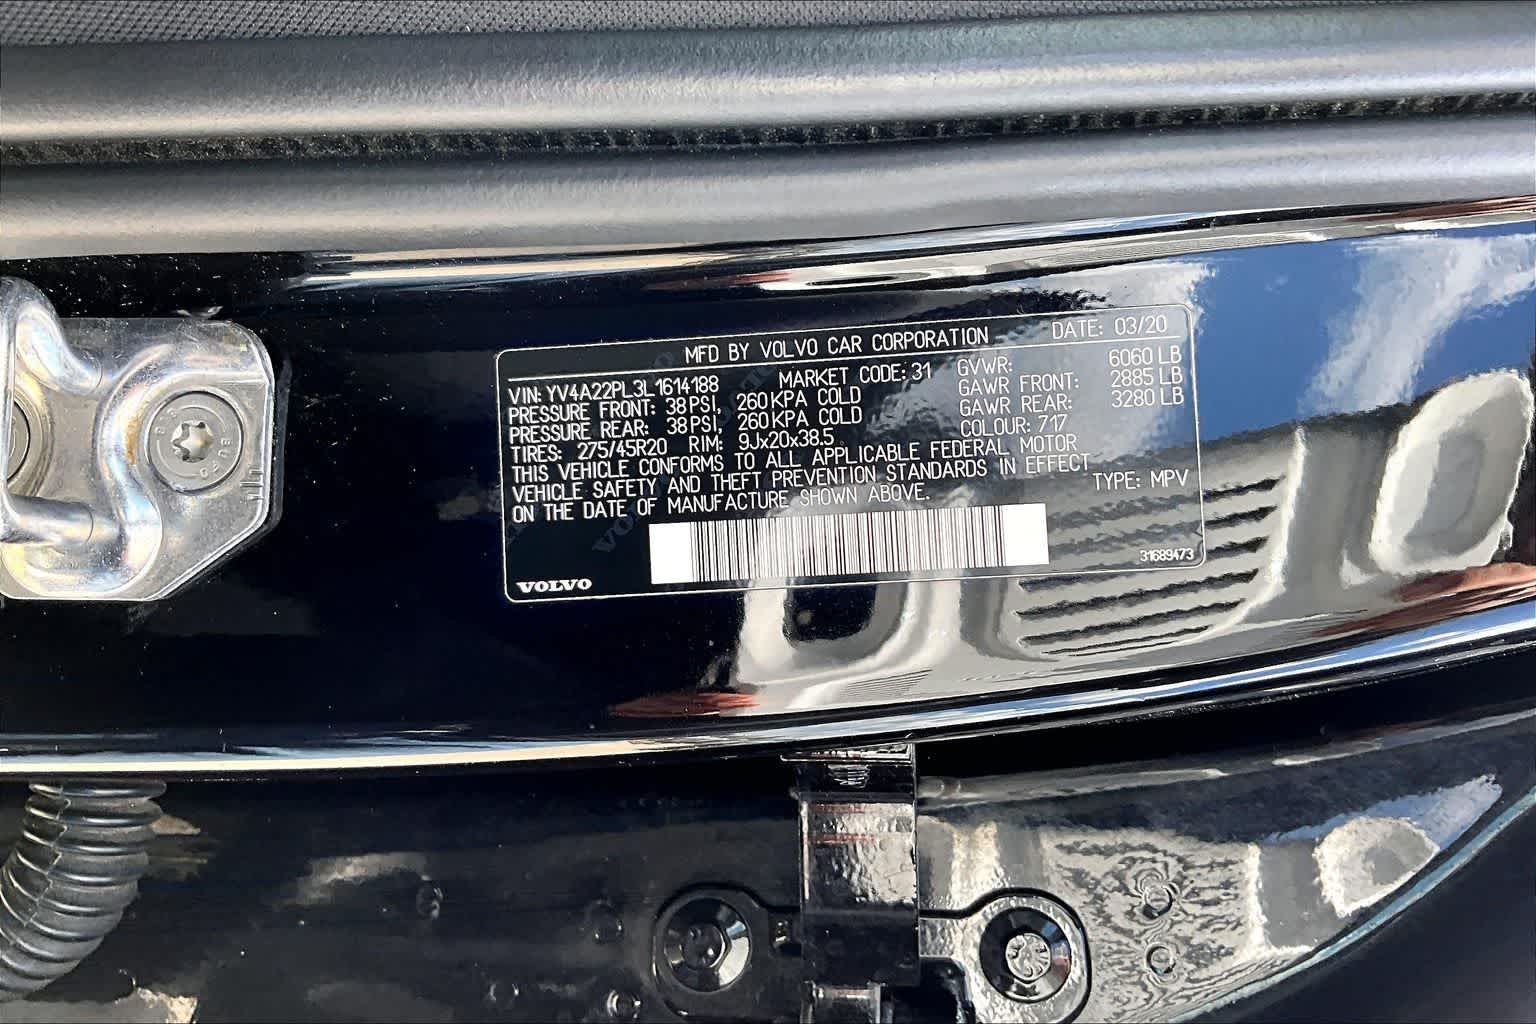 MFD BY VOLVO CAR CORPORATION DATE: 03/20
VIN: YV4A22PL3L1614188 MARKET CODE: 31 GVWR: 6060 LB
PRESSURE FRONT: 38 PSI, 260 KPA COLD GAWR FRONT: 2885 LB
PRESSURE REAR: 38 PSI, 260 KPA COLD GAWR REAR: 3280 LB
TIRES: 275/45R20 RIM: 9Jx20x38.5 COLOUR: 717
THIS VEHICLE CONFORMS TO ALL APPLICABLE FEDERAL MOTOR
VEHICLE SAFETY AND THEFT PREVENTION STANDARDS IN EFFECT
ON THE DATE OF MANUFACTURE SHOWN ABOVE. TYPE: MPV
31689473
VOLVO